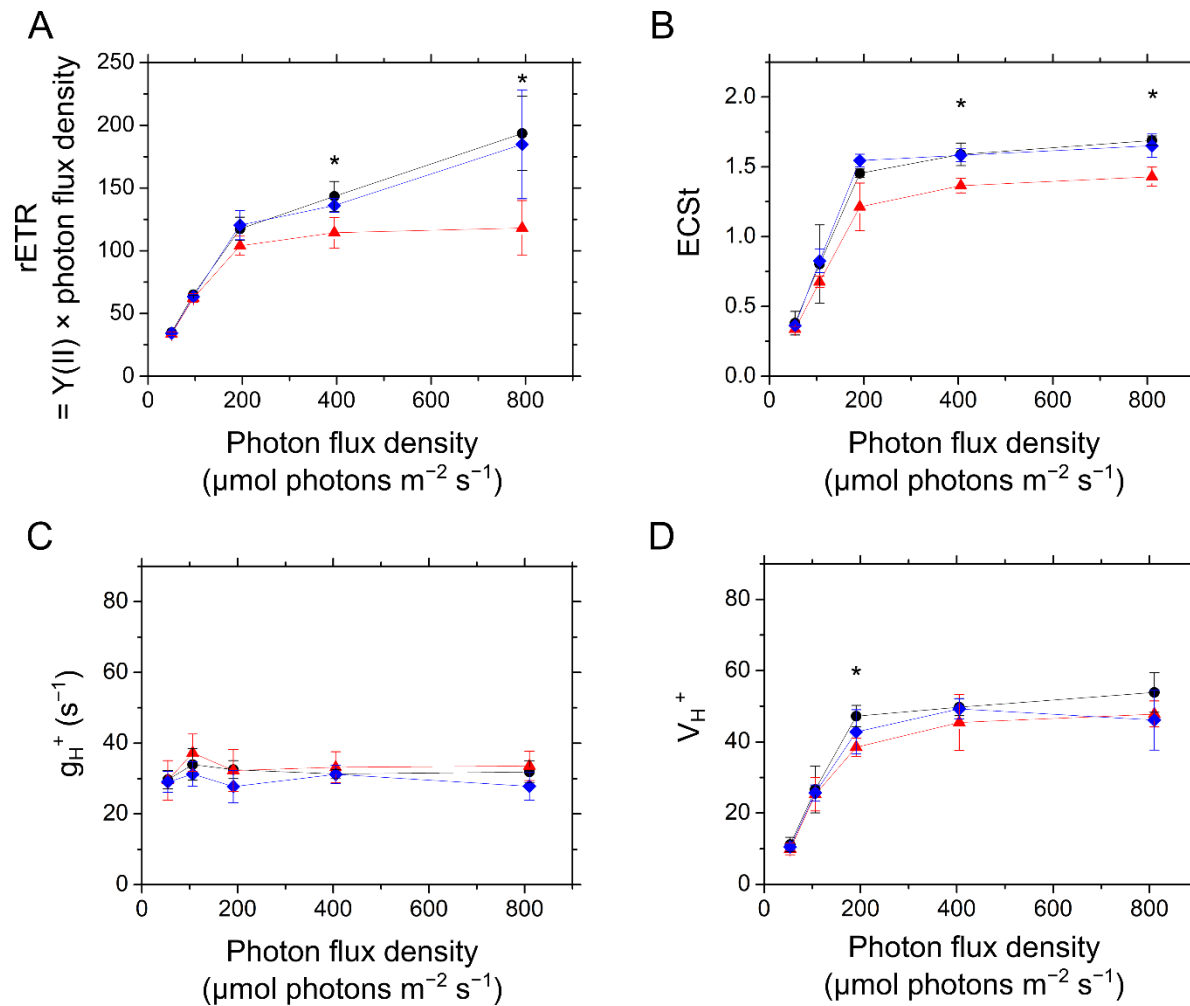 A
rETR
= Y(II) × photon flux density
250
200
150
100
50
0
*
*
0 200 400 600 800
Photon flux density
(µmol photons m⁻² s⁻¹)
B
ECSt
2.0
1.5
1.0
0.5
0.0
*
*
0 200 400 600 800
Photon flux density
(µmol photons m⁻² s⁻¹)
C
gH⁺ (s⁻¹)
80
60
40
20
0
0 200 400 600 800
Photon flux density
(µmol photons m⁻² s⁻¹)
D
VH⁺
80
60
40
20
0
*
0 200 400 600 800
Photon flux density
(µmol photons m⁻² s⁻¹)